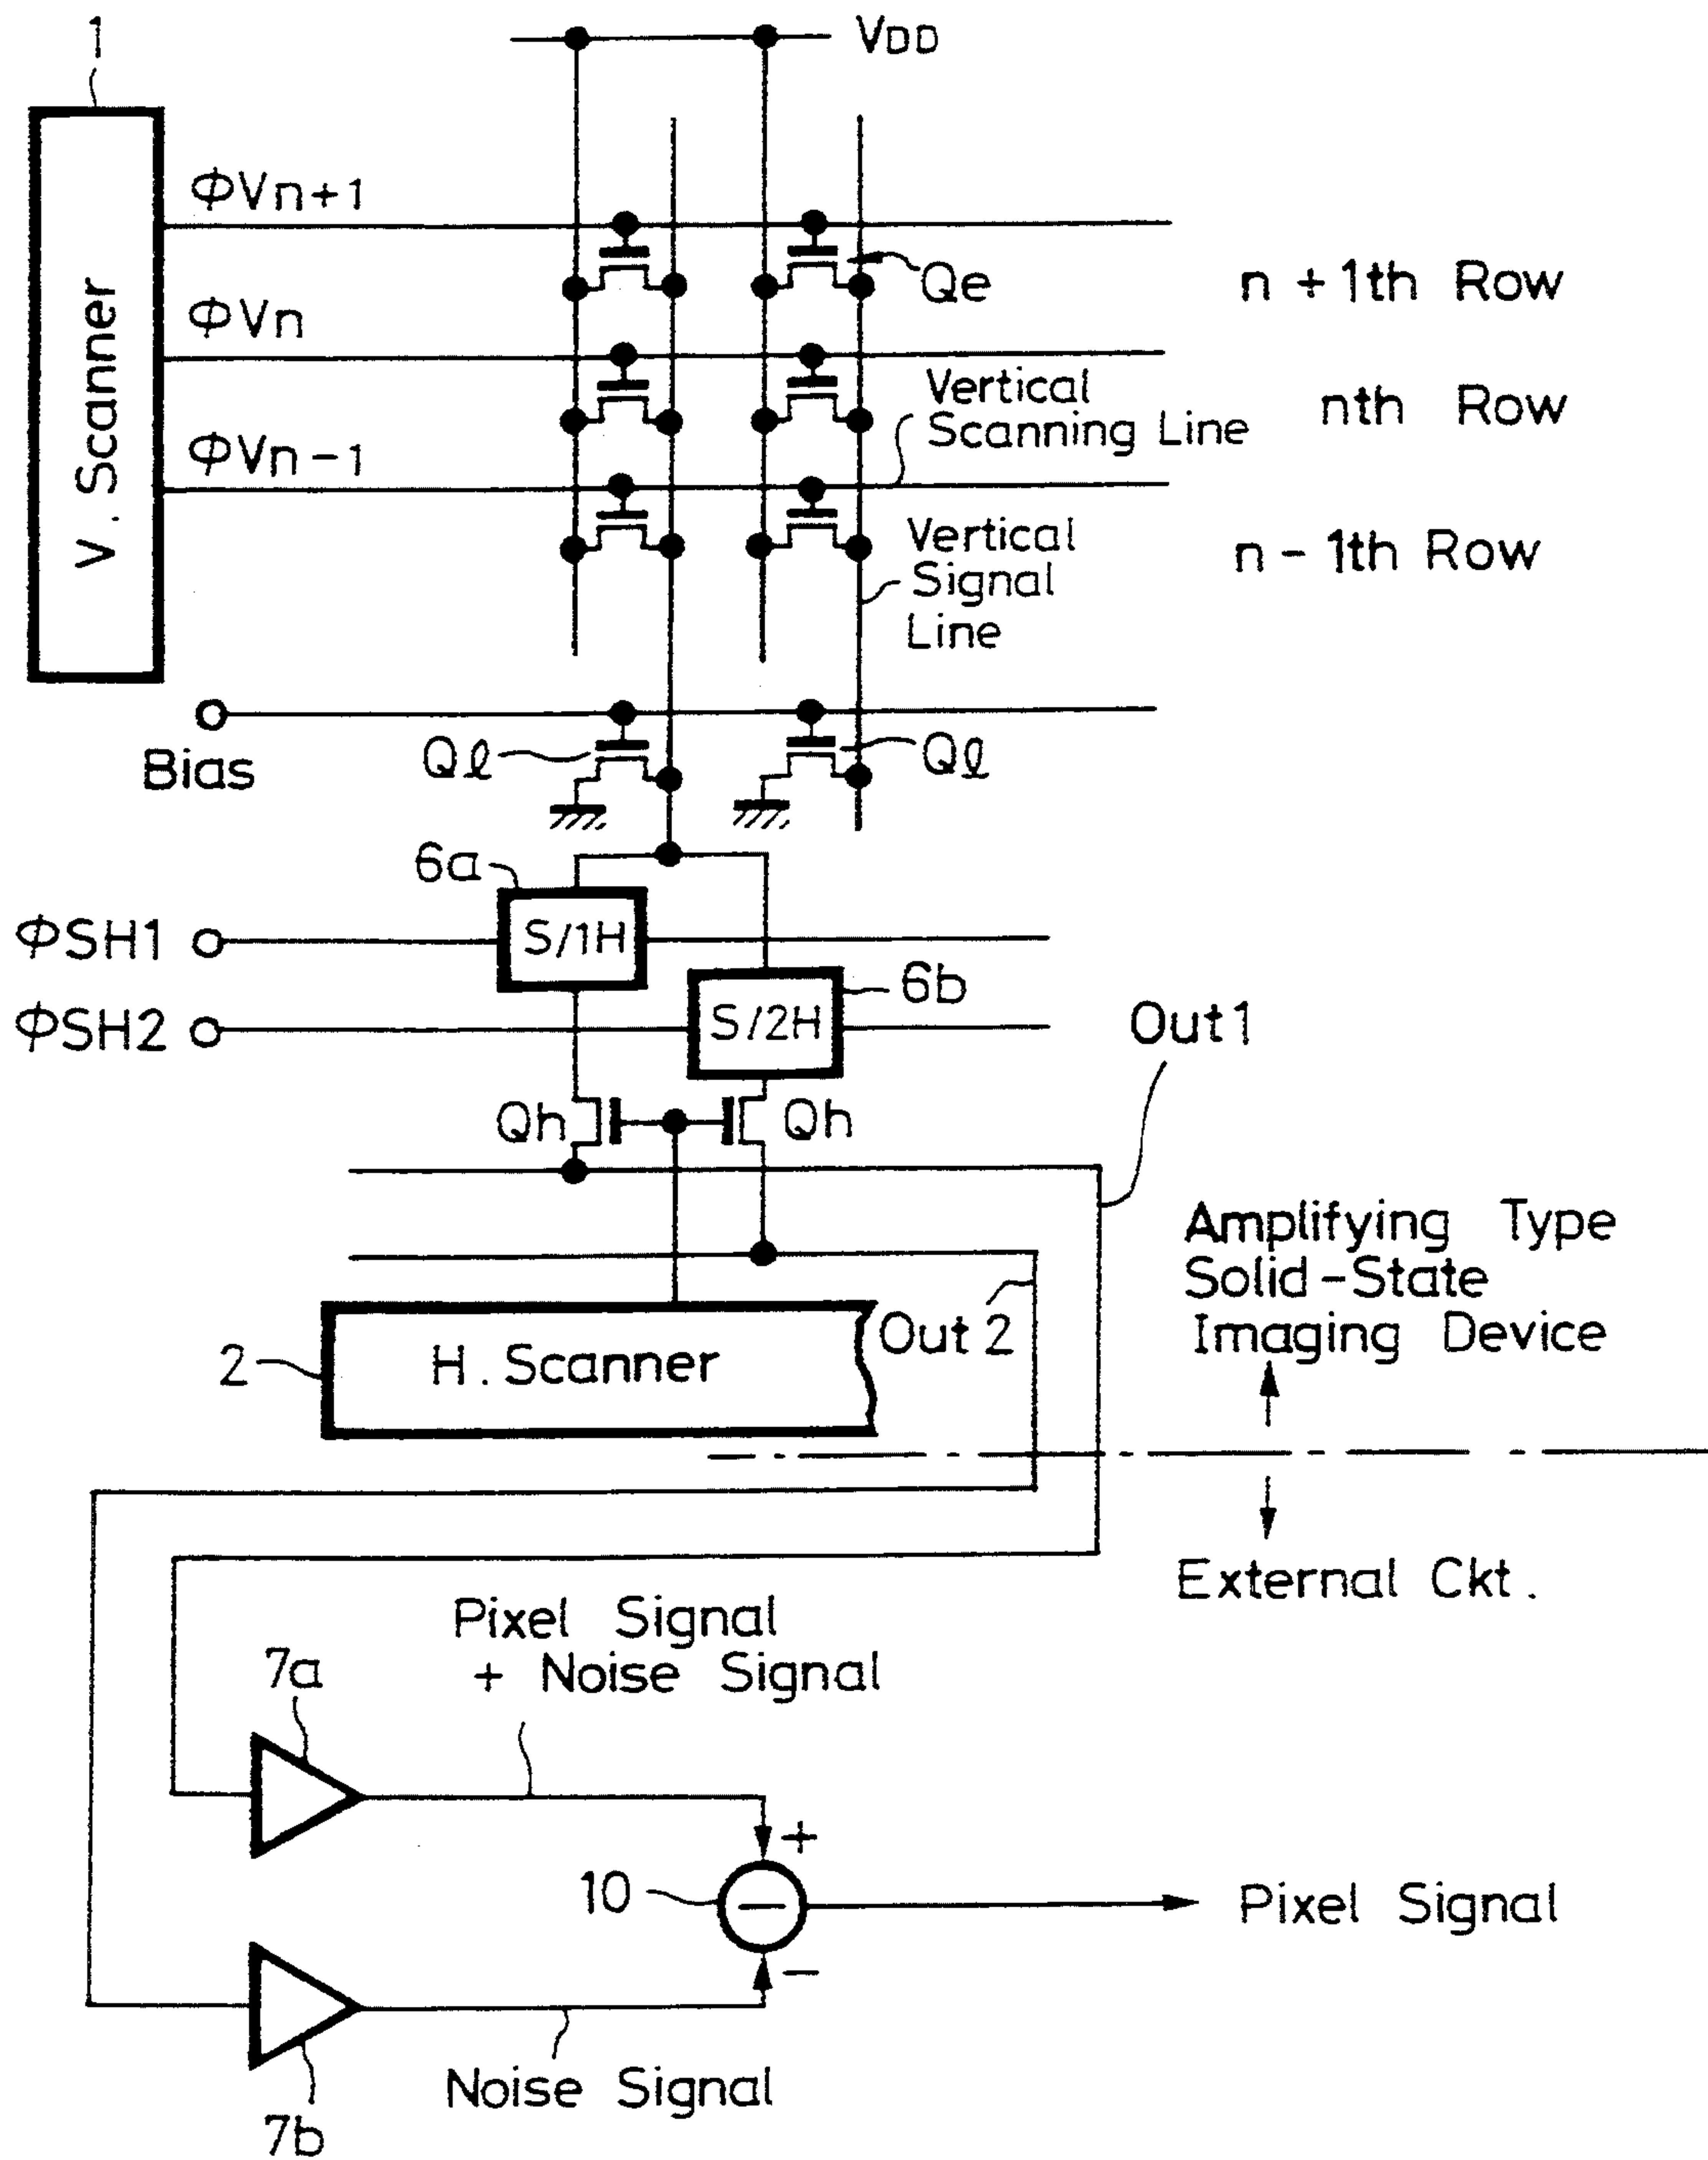 1
VDD
V. Scanner
ΦVn+1
Qe
n + 1th Row
ΦVn
Vertical
Scanning Line
nth Row
ΦVn-1
Vertical
Signal
Line
n - 1th Row
Bias
Qℓ
Qℓ
6a
ΦSH1
S/1H
6b
ΦSH2
S/2H
Out1
Qh
Qh
Amplifying Type
Solid-State
Imaging Device
Out 2
2
H. Scanner
External Ckt.
Pixel Signal
+ Noise Signal
7a
+
10
−
Pixel Signal
−
Noise Signal
7b